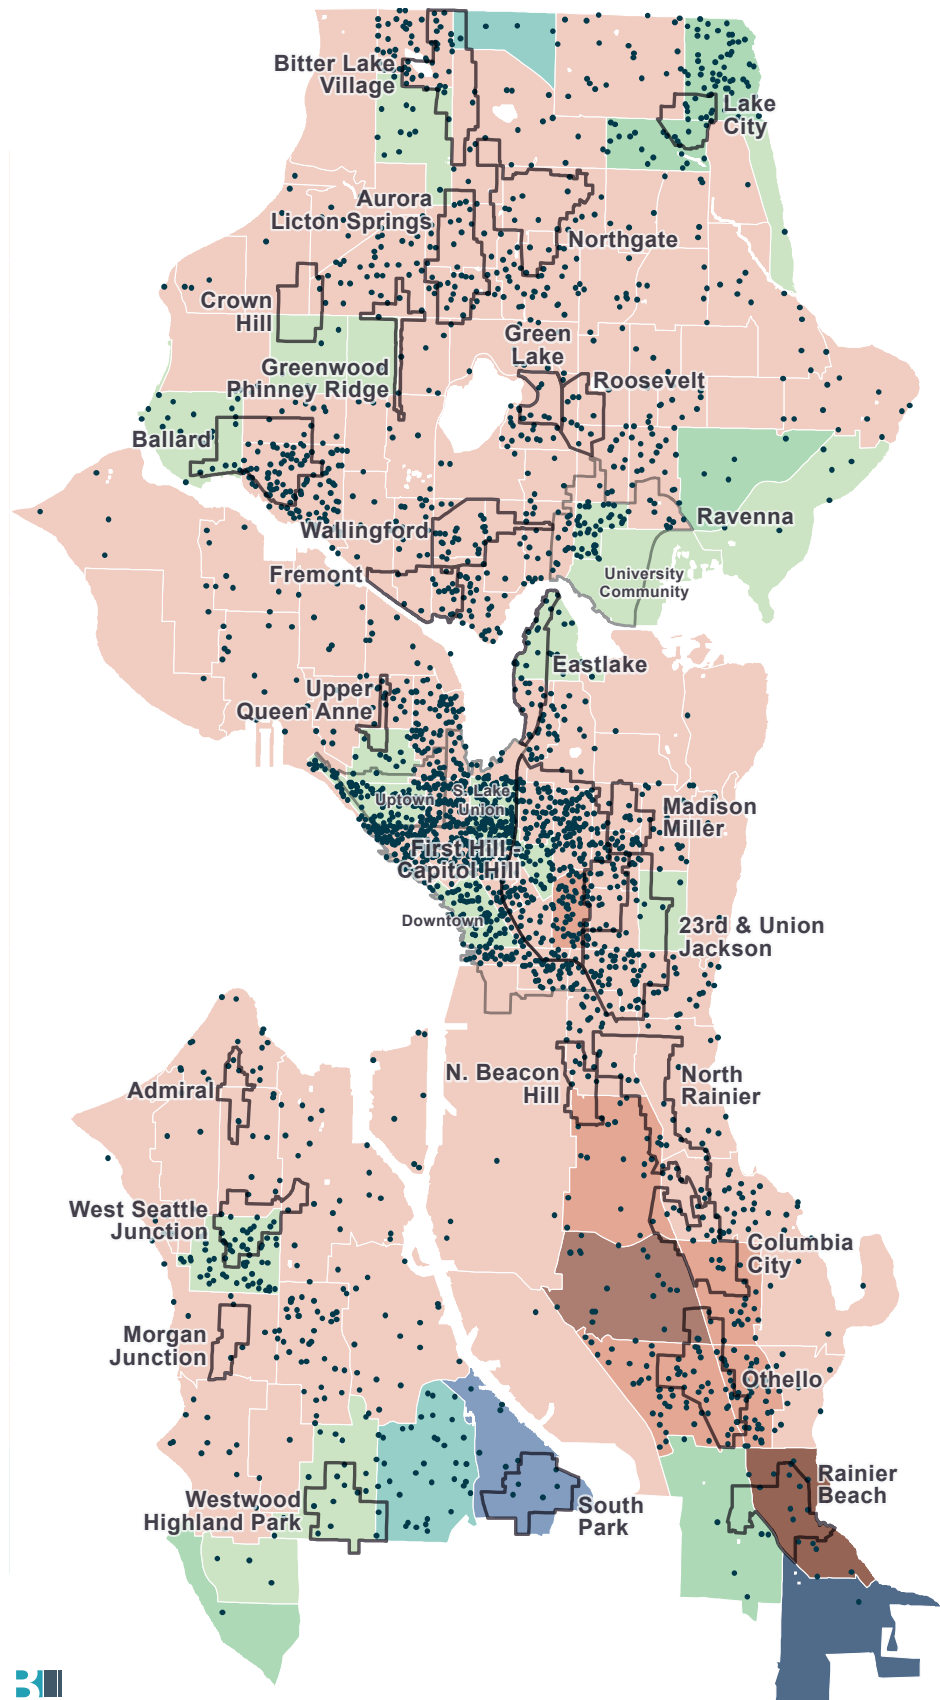 Bitter Lake
Village
Lake
City
Aurora
Licton Springs
Northgate
Crown
Hill
Green
Lake
Greenwood
Phinney Ridge
Roosevelt
Ballard
Ravenna
Wallingford
Fremont
University
Community
Eastlake
Upper
Queen Anne
Uptown
S. Lake
Union
Madison
Miller
First Hill
Capitol Hill
Downtown
23rd & Union
Jackson
N. Beacon
Hill
North
Rainier
Admiral
West Seattle
Junction
Columbia
City
Morgan
Junction
Othello
Rainier
Beach
Westwood
Highland Park
South
Park